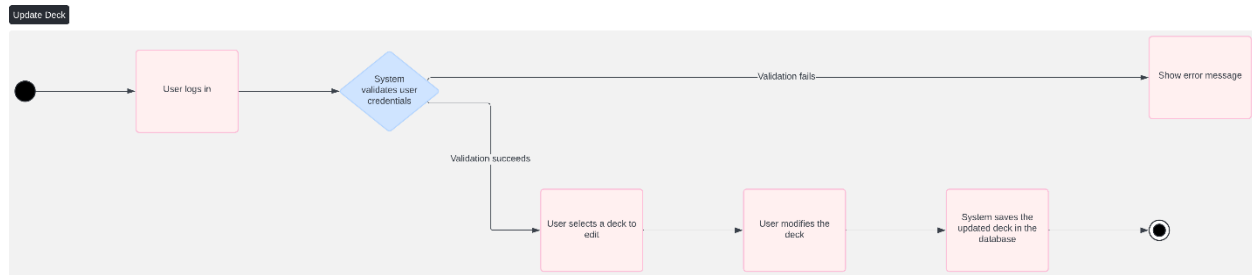 Update Deck
User logs in
System
validates user
credentials
Validation fails
Show error message
Validation succeeds
User selects a deck to
edit
User modifies the
deck
System saves the
updated deck in the
database